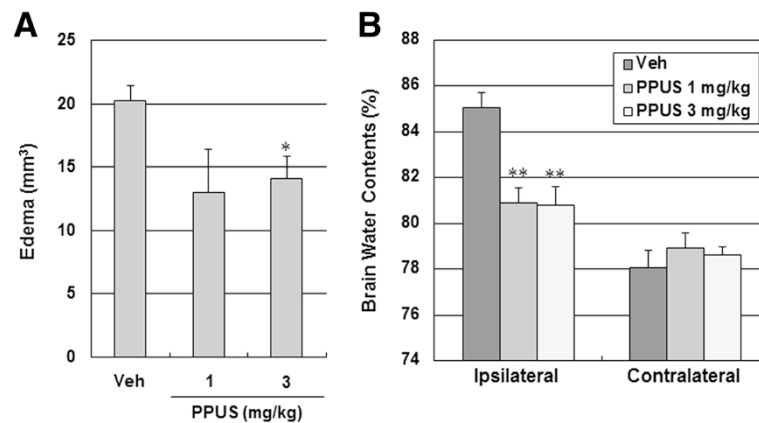 A
25
20
15
10
5
0
Edema (mm³)
*
Veh
1
3
PPUS (mg/kg)
B
88
86
84
82
80
78
76
74
Brain Water Contents (%)
Veh
PPUS 1 mg/kg
PPUS 3 mg/kg
** **
Ipsilateral
Contralateral